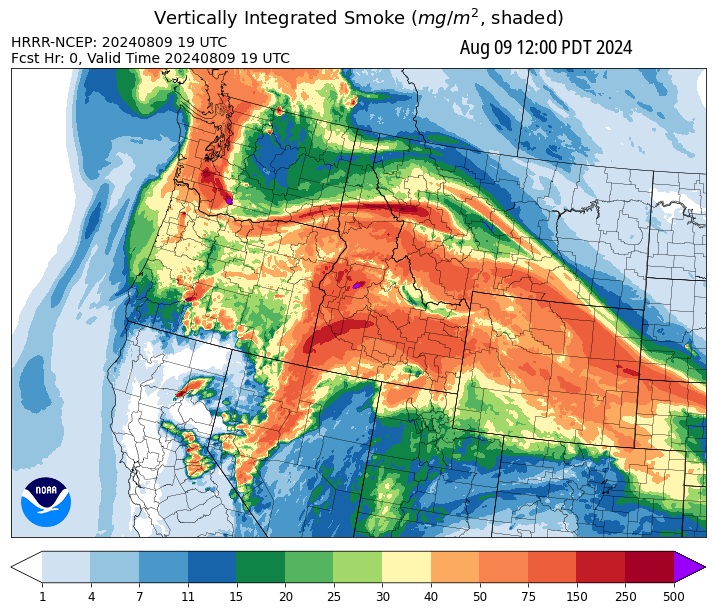 Vertically Integrated Smoke (mg/m², shaded)
HRRR-NCEP: 20240809 19 UTC
Fcst Hr: 0, Valid Time 20240809 19 UTC
Aug 09 12:00 PDT 2024
NOAA
1 4 7 11 15 20 25 30 40 50 75 150 250 500